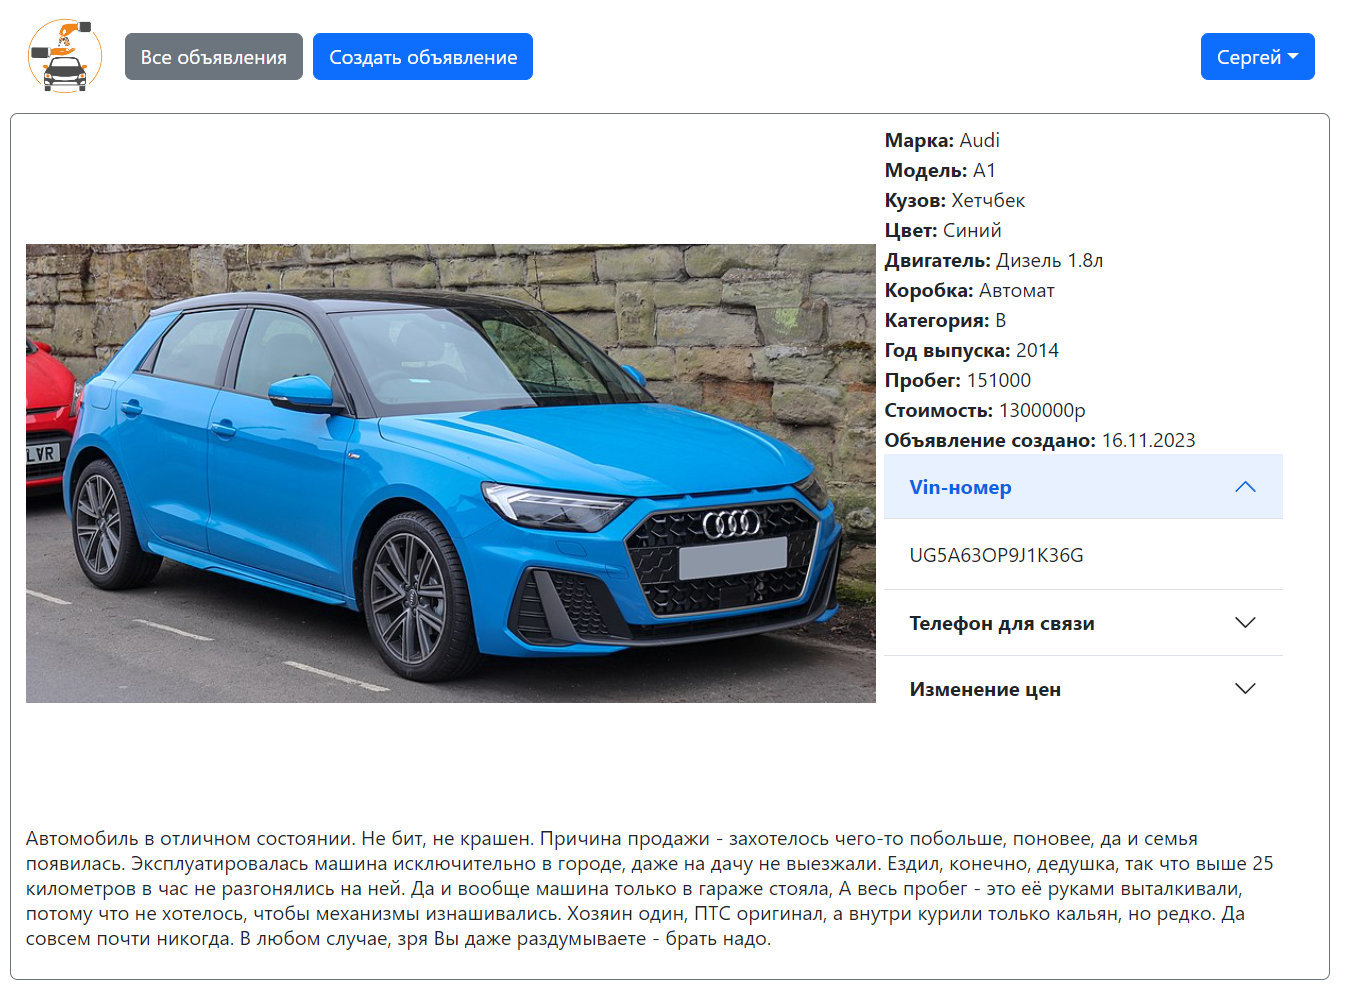 Все объявления
Создать объявление
Сергей
Марка: Audi
Модель: A1
Кузов: Хетчбек
Цвет: Синий
Двигатель: Дизель 1.8л
Коробка: Автомат
Категория: B
Год выпуска: 2014
Пробег: 151000
Стоимость: 1300000р
Объявление создано: 16.11.2023
LVR
Vin-номер
UG5A63OP9J1K36G
Телефон для связи
Изменение цен
Автомобиль в отличном состоянии. Не бит, не крашен. Причина продажи - захотелось чего-то побольше, поновее, да и семья
появилась. Эксплуатировалась машина исключительно в городе, даже на дачу не выезжали. Ездил, конечно, дедушка, так что выше 25
километров в час не разгонялись на ней. Да и вообще машина только в гараже стояла, А весь пробег - это её руками выталкивали,
потому что не хотелось, чтобы механизмы изнашивались. Хозяин один, ПТС оригинал, а внутри курили только кальян, но редко. Да
совсем почти никогда. В любом случае, зря Вы даже раздумываете - брать надо.